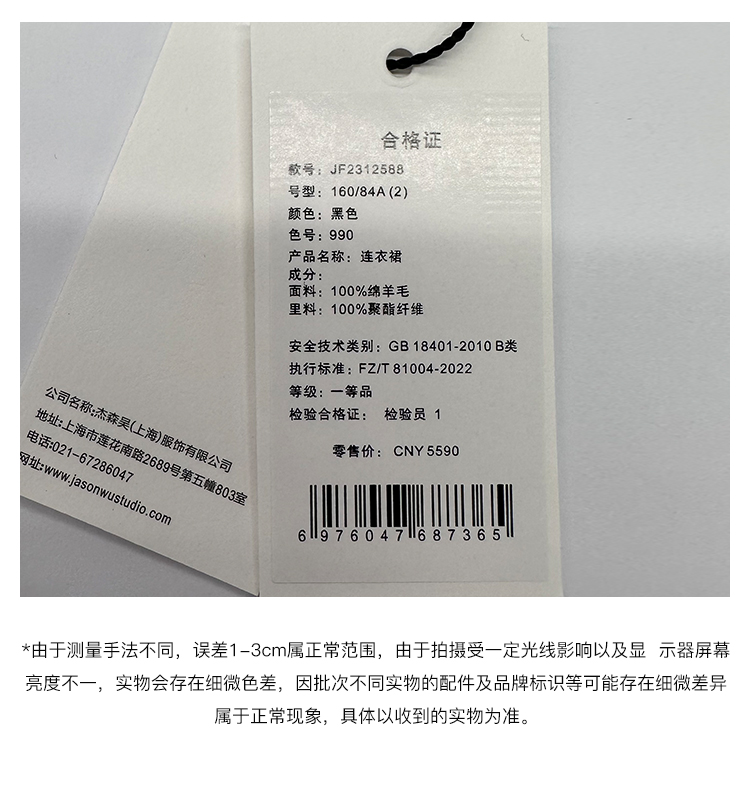 合格证
款号：JF2312588
号型：160/84A (2)
颜色：黑色
色号：990
产品名称：连衣裙
成分：
面料：100%绵羊毛
里料：100%聚酯纤维
安全技术类别：GB 18401-2010 B类
执行标准：FZ/T 81004-2022
等级：一等品
检验合格证： 检验员 1
零售价： CNY 5590
6 976047 687365
公司名称:杰森吴(上海)服饰有限公司
地址:上海市莲花南路2689号第五幢803室
电话:021-67286047
网址:www.jasonwustudio.com
*由于测量手法不同，误差1-3cm属正常范围，由于拍摄受一定光线影响以及显 示器屏幕
亮度不一，实物会存在细微色差，因批次不同实物的配件及品牌标识等可能存在细微差异
属于正常现象，具体以收到的实物为准。